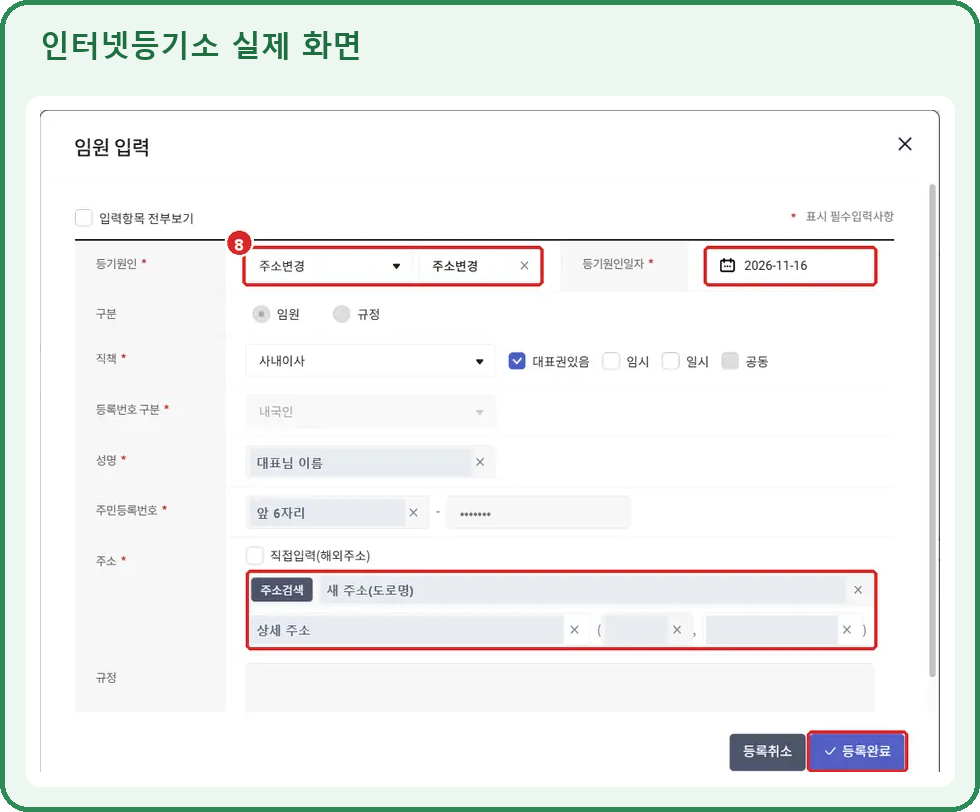 인터넷등기소 실제 화면
임원 입력
입력항목 전부보기
* 표시 필수입력사항
8
등기원인 * 주소변경 주소변경 등기원인일자 * 2026-11-16
구분 임원 규정
직책 * 사내이사 대표권있음 임시 일시 공동
등록번호 구분 * 내국인
성명 * 대표님 이름
주민등록번호 * 앞 6자리 - •••••••
주소 * 직접입력(해외주소)
주소검색 새 주소(도로명)
상세 주소 ( , )
규정
등록취소 등록완료